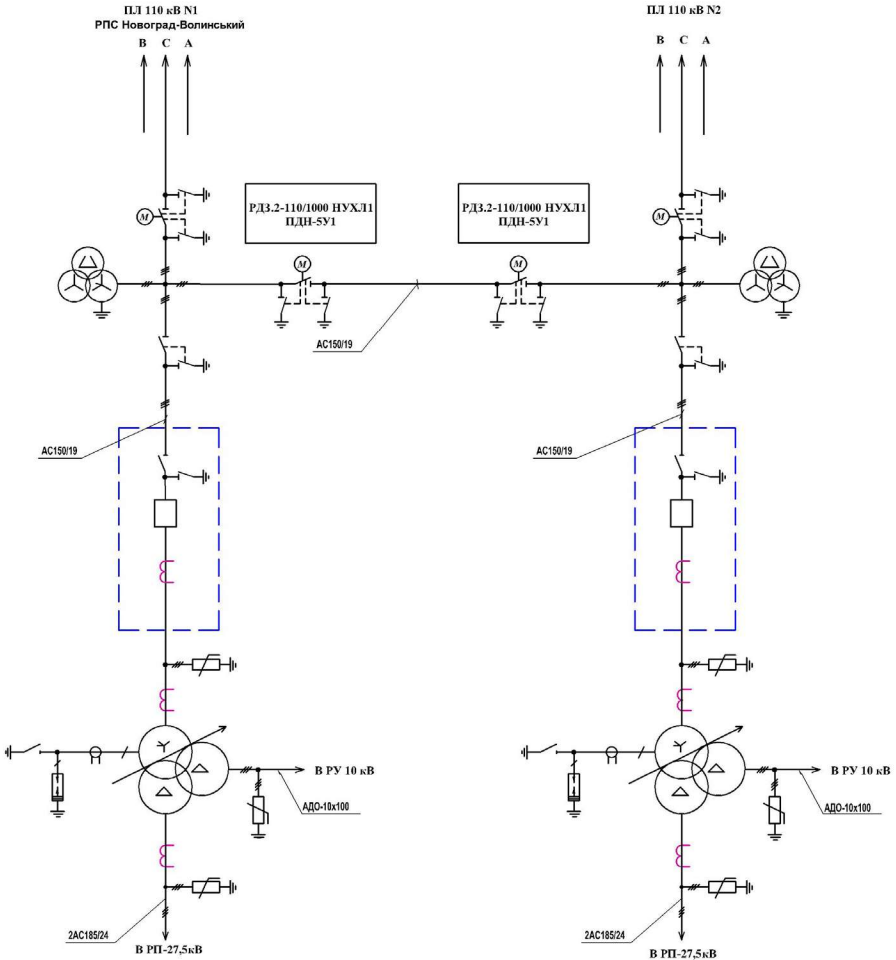 ПЛ 110 кВ N1
РПС Новоград-Волинський
В С А
ПЛ 110 кВ N2
В С А
РДЗ.2-110/1000 НУХЛ1
ПДН-5У1
РДЗ.2-110/1000 НУХЛ1
ПДН-5У1
М
М
М
М
АС150/19
АС150/19
АС150/19
В РУ 10 кВ
АДО-10х100
В РУ 10 кВ
АДО-10х100
2АС185/24
В РП-27,5кВ
2АС185/24
В РП-27,5кВ